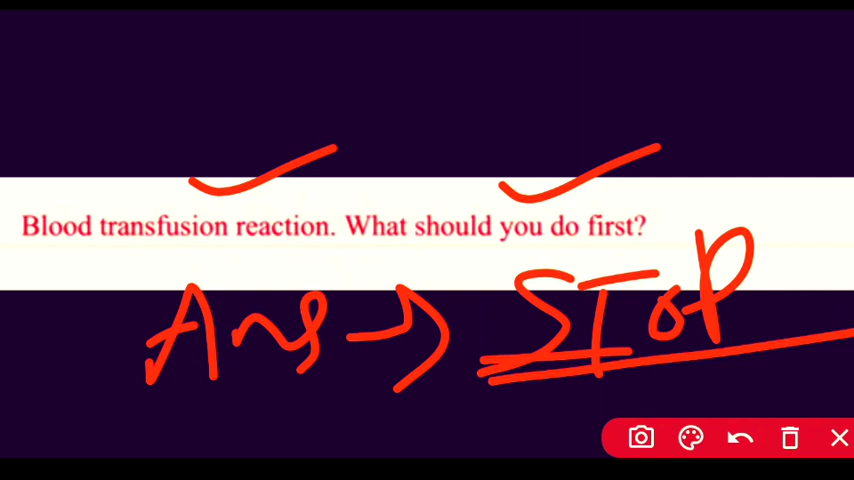 Blood transfusion reaction. What should you do first?
Ans → STOP